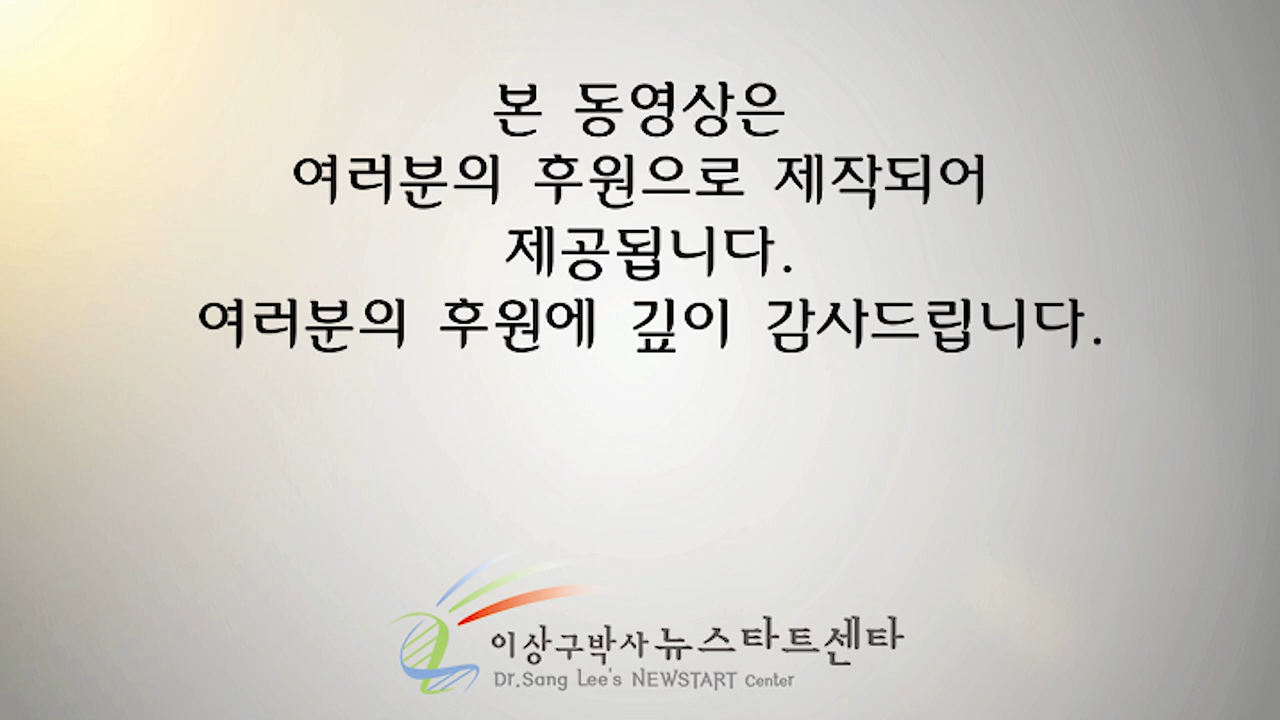 본 동영상은
여러분의 후원으로 제작되어
제공됩니다.
여러분의 후원에 깊이 감사드립니다.
이상구박사 뉴스타트센타
Dr.Sang Lee's NEWSTART Center